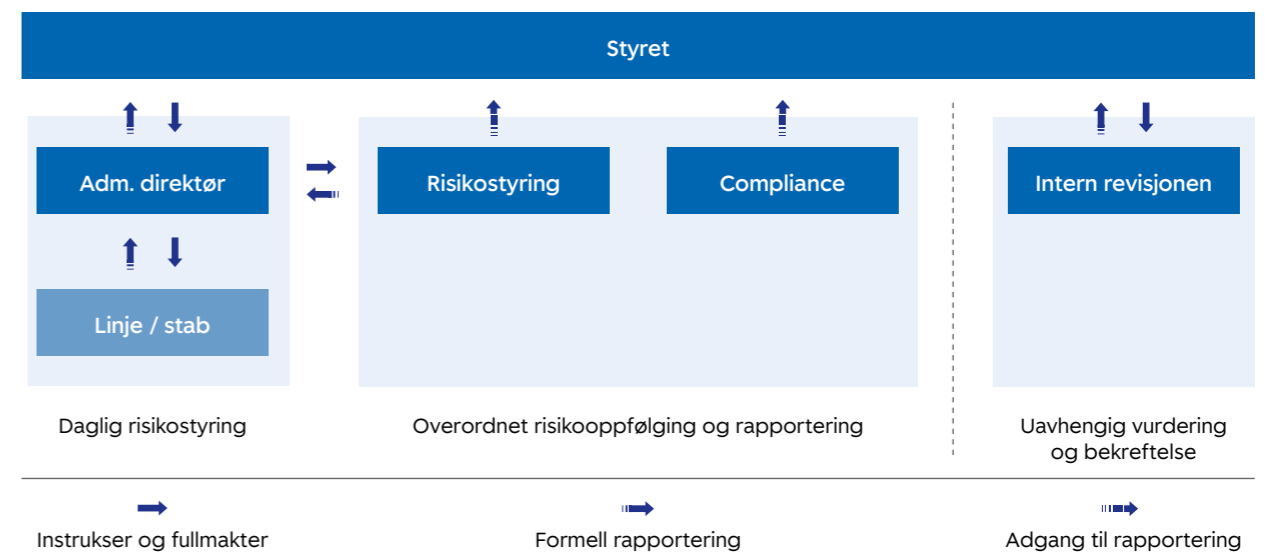 Styret
Adm. direktør
Risikostyring
Compliance
Intern revisjonen
Linje / stab
Daglig risikostyring
Overordnet risikooppfølging og rapportering
Uavhengig vurdering
og bekreftelse
Instrukser og fullmakter
Formell rapportering
Adgang til rapportering